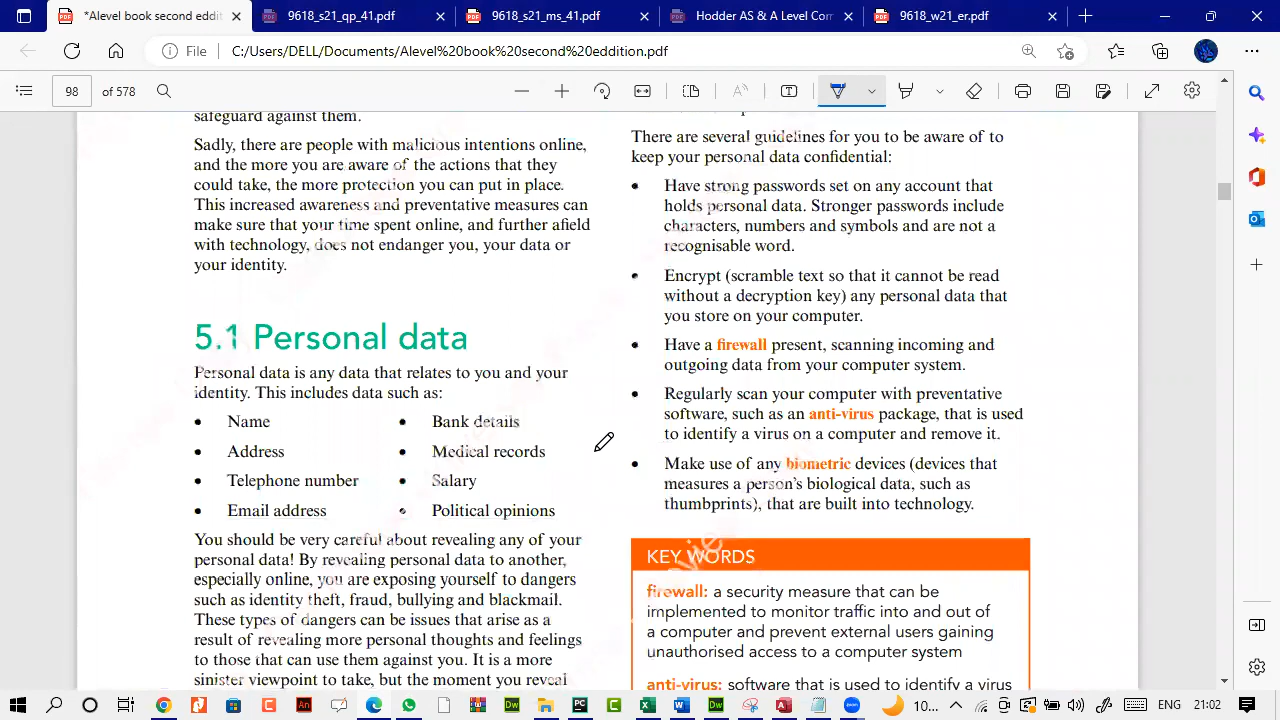 *Alevel book second eddition
9618_s21_qp_41.pdf
9618_s21_ms_41.pdf
Hodder AS & A Level Com
9618_w21_er.pdf
File
C:/Users/DELL/Documents/Alevel%20book%20second%20eddition.pdf
98
of 578
safeguard against them.
Sadly, there are people with malicious intentions online,
and the more you are aware of the actions that they
could take, the more protection you can put in place.
This increased awareness and preventative measures can
make sure that your time spent online, and further afield
with technology, does not endanger you, your data or
your identity.
5.1 Personal data
Personal data is any data that relates to you and your
identity. This includes data such as:
• Name
• Address
• Telephone number
• Email address
• Bank details
• Medical records
• Salary
• Political opinions
You should be very careful about revealing any of your
personal data! By revealing personal data to another,
especially online, you are exposing yourself to dangers
such as identity theft, fraud, bullying and blackmail.
These types of dangers can be issues that arise as a
result of revealing more personal thoughts and feelings
to those that can use them against you. It is a more
sinister viewpoint to take, but the moment you reveal
There are several guidelines for you to be aware of to
keep your personal data confidential:
• Have strong passwords set on any account that
holds personal data. Stronger passwords include
characters, numbers and symbols and are not a
recognisable word.
• Encrypt (scramble text so that it cannot be read
without a decryption key) any personal data that
you store on your computer.
• Have a firewall present, scanning incoming and
outgoing data from your computer system.
• Regularly scan your computer with preventative
software, such as an anti-virus package, that is used
to identify a virus on a computer and remove it.
• Make use of any biometric devices (devices that
measures a person's biological data, such as
thumbprints), that are built into technology.
KEY WORDS
firewall: a security measure that can be
implemented to monitor traffic into and out of
a computer and prevent external users gaining
unauthorised access to a computer system
anti-virus: software that is used to identify a virus
10...
ENG
21:02